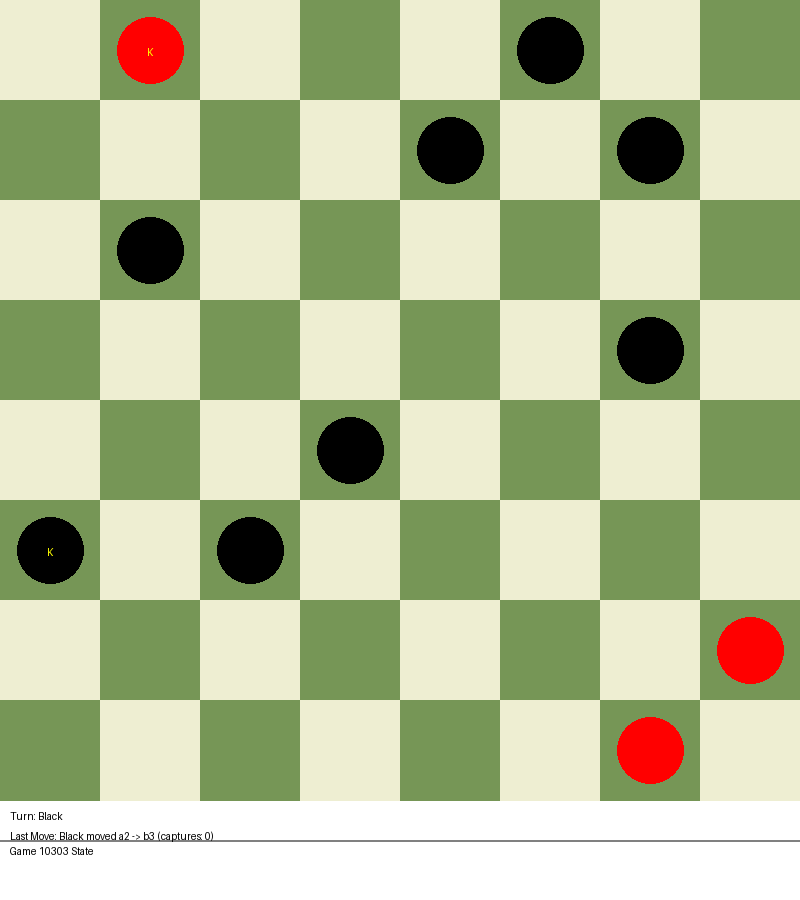 K
K
Turn: Black
Last Move: Black moved a2 -> b3 (captures: 0)
Game 10303 State